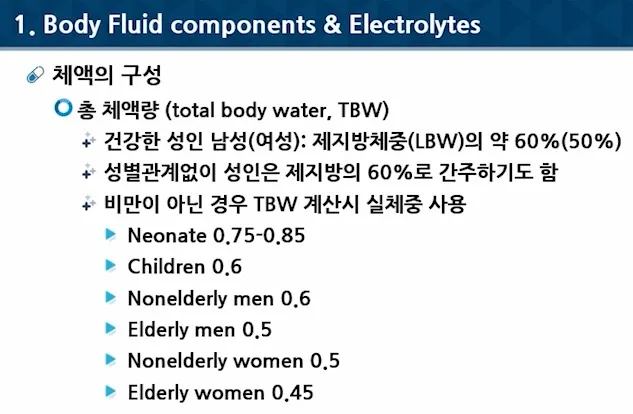 1. Body Fluid components & Electrolytes
체액의 구성
총 체액량 (total body water, TBW)
건강한 성인 남성(여성): 제지방체중(LBW)의 약 60%(50%)
성별관계없이 성인은 제지방의 60%로 간주하기도 함
비만이 아닌 경우 TBW 계산시 실체중 사용
Neonate 0.75-0.85
Children 0.6
Nonelderly men 0.6
Elderly men 0.5
Nonelderly women 0.5
Elderly women 0.45